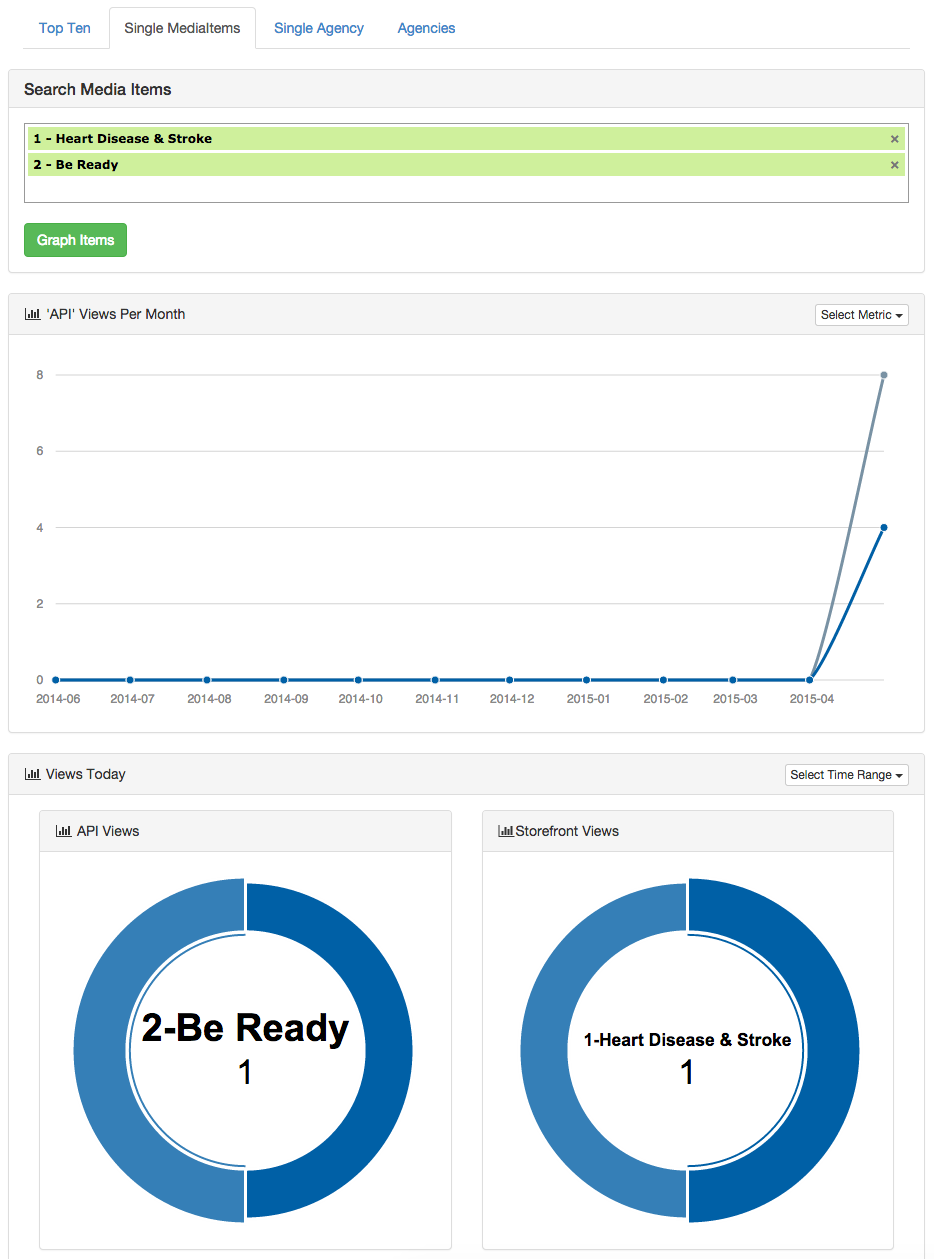 Top Ten Single MediaItems Single Agency Agencies
Search Media Items
1 - Heart Disease & Stroke ×
2 - Be Ready ×
Graph Items
'API' Views Per Month Select Metric
8
6
4
2
0
2014-06 2014-07 2014-08 2014-09 2014-10 2014-11 2014-12 2015-01 2015-02 2015-03 2015-04
Views Today Select Time Range
API Views
2-Be Ready
1
Storefront Views
1-Heart Disease & Stroke
1